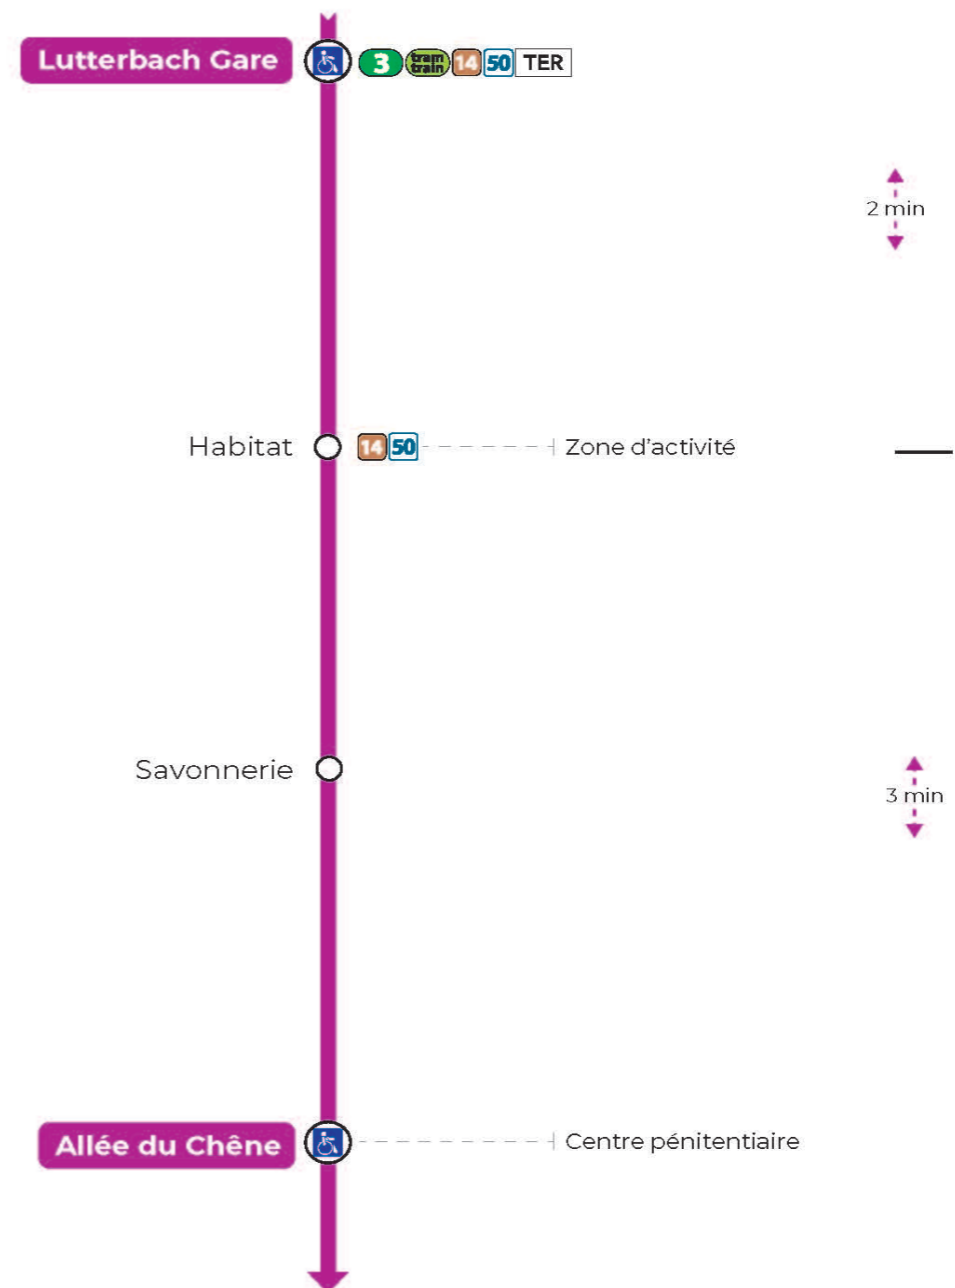 Lutterbach Gare 3 tram train 14 50 TER
2 min
Habitat 14 50 Zone d'activité
Savonnerie
3 min
Allée du Chêne Centre pénitentiaire